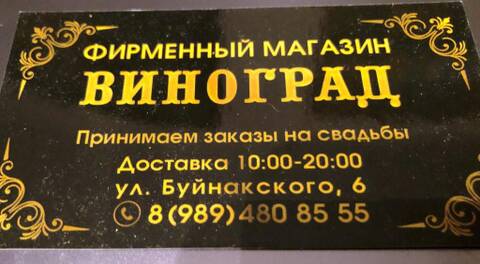 ФИРМЕННЫЙ МАГАЗИН
ВИНОГРАД
Принимаем заказы на свадьбы
Доставка 10:00-20:00
ул. Буйнакского, 6
8 (989) 480 85 55